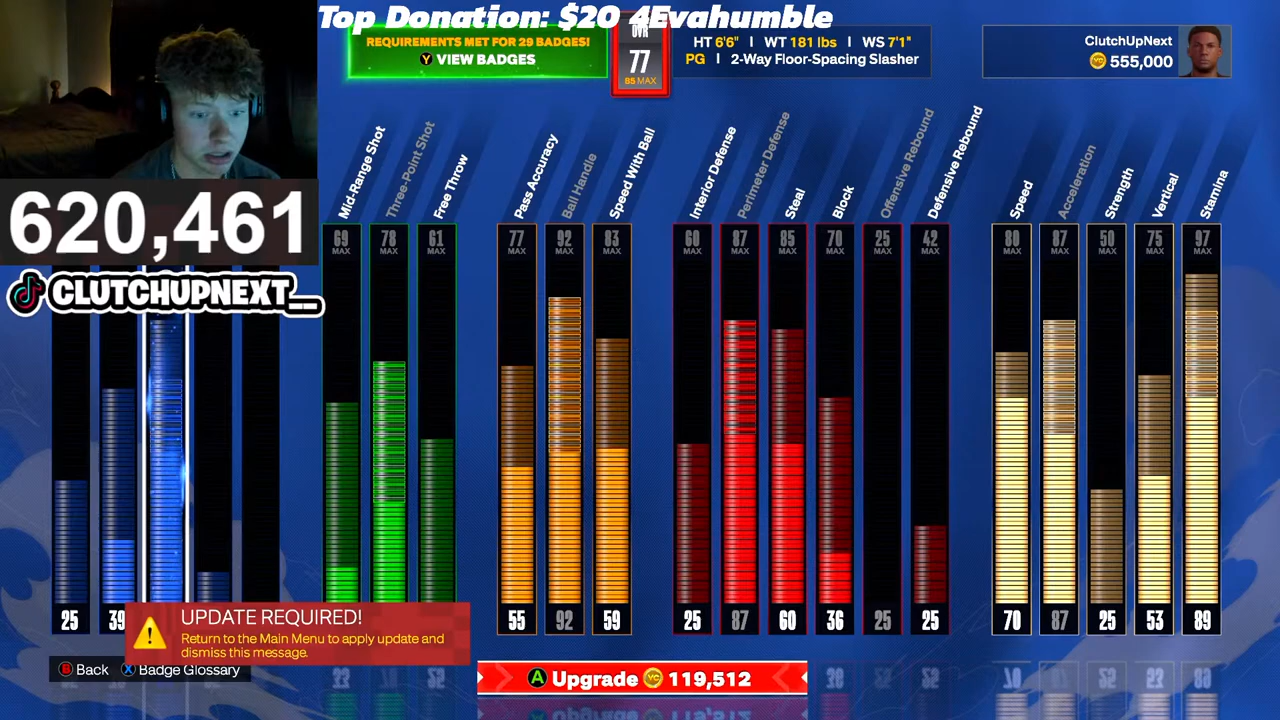 Top Donation: $20 4Evahumble
REQUIREMENTS MET FOR 29 BADGES!
Y VIEW BADGES
OVR
77
85 MAX
HT 6'6" | WT 181 lbs | WS 7'1"
PG | 2-Way Floor-Spacing Slasher
ClutchUpNext
VC 555,000
620,461
CLUTCHUPNEXT__
Mid-Range Shot
Three-Point Shot
Free Throw
Pass Accuracy
Ball Handle
Speed With Ball
Interior Defense
Perimeter Defense
Steal
Block
Offensive Rebound
Defensive Rebound
Speed
Acceleration
Strength
Vertical
Stamina
69 MAX
78 MAX
61 MAX
77 MAX
92 MAX
83 MAX
60 MAX
87 MAX
85 MAX
70 MAX
25 MAX
42 MAX
80 MAX
87 MAX
50 MAX
75 MAX
97 MAX
25 39
55 92 59
25 87 60 36 25 25
70 87 25 53 89
UPDATE REQUIRED!
Return to the Main Menu to apply update and
dismiss this message.
B Back X Badge Glossary
A Upgrade VC 119,512